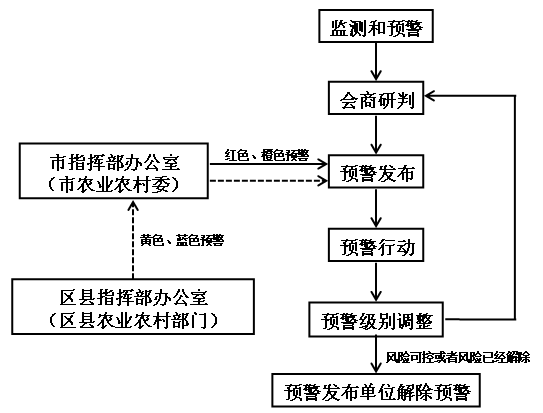 监测和预警
会商研判
市指挥部办公室
（市农业农村委）
红色、橙色预警
预警发布
黄色、蓝色预警
预警行动
区县指挥部办公室
（区县农业农村部门）
预警级别调整
风险可控或者风险已经解除
预警发布单位解除预警